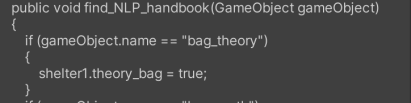 public void find_NLP_handbook(GameObject gameObject)
{
if (gameObject.name == "bag_theory")
{
shelter1.theory_bag = true;
}